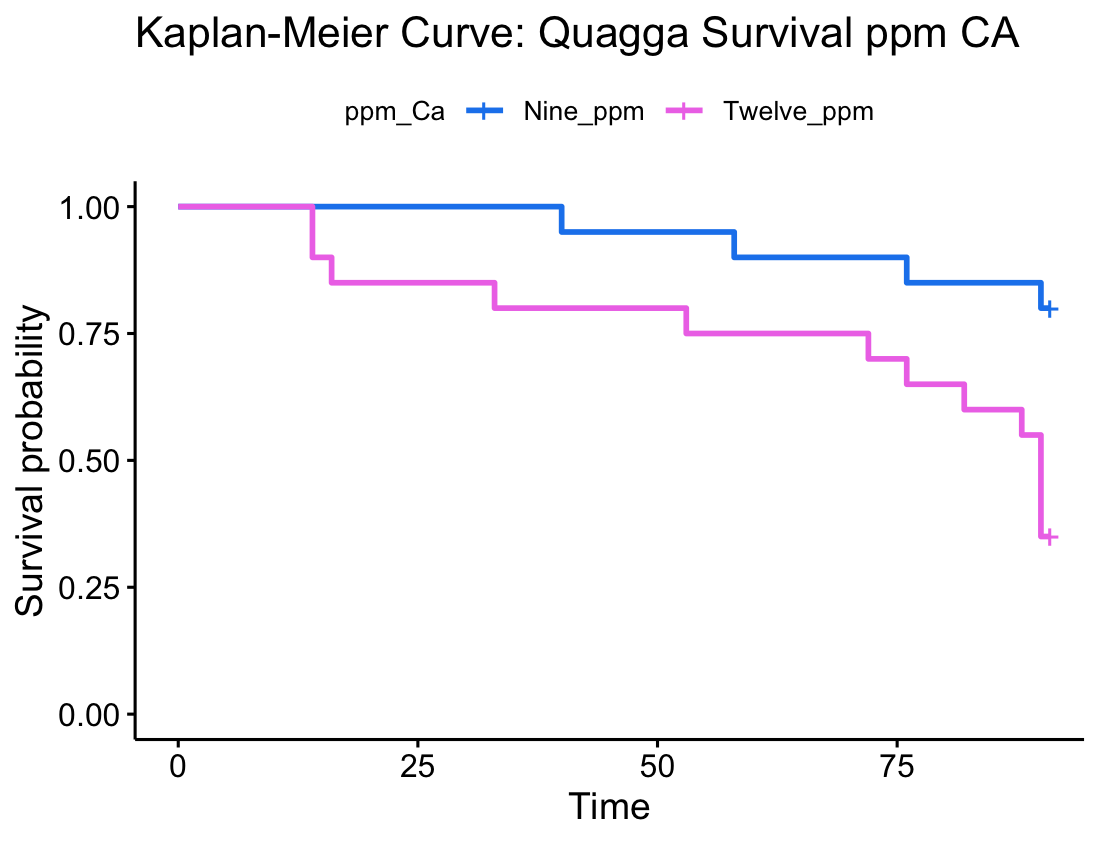 Kaplan-Meier Curve: Quagga Survival ppm CA
ppm_Ca Nine_ppm Twelve_ppm
Survival probability
1.00
0.75
0.50
0.25
0.00
0 25 50 75
Time